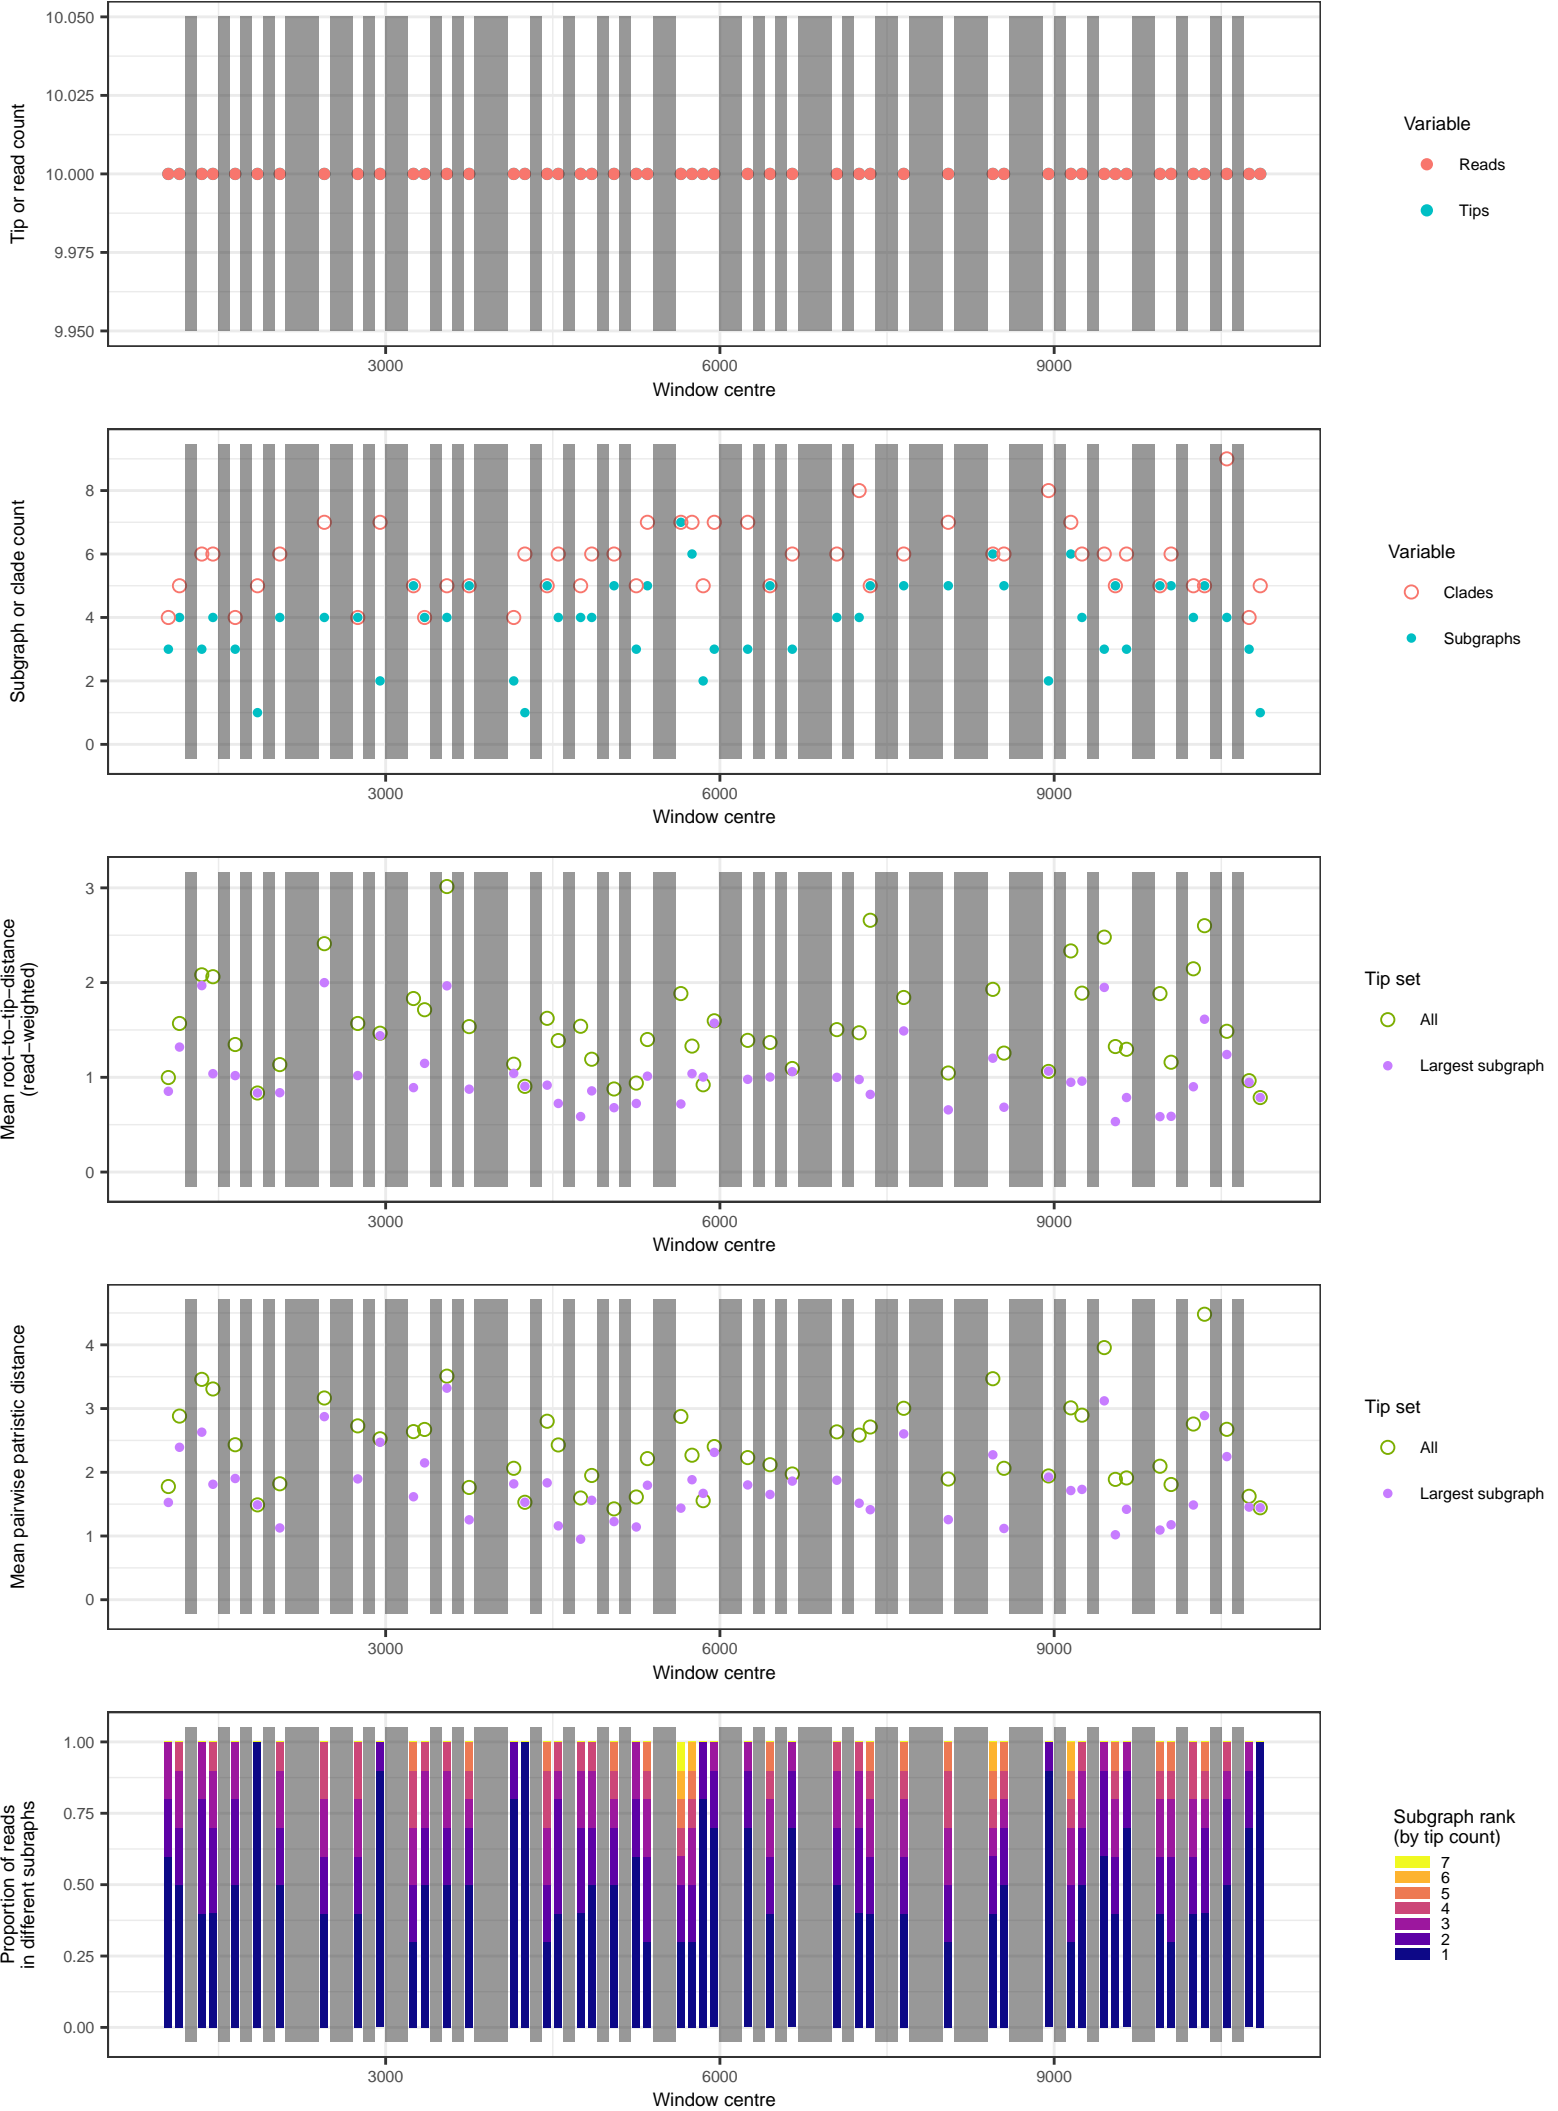 10.050
10.025
10.000
9.975
9.950
Tip or read count
3000 6000 9000
Window centre
Variable
Reads
Tips
8
6
4
2
0
Subgraph or clade count
3000 6000 9000
Window centre
Variable
Clades
Subgraphs
3
2
1
0
Mean root−to−tip−distance
(read−weighted)
3000 6000 9000
Window centre
Tip set
All
Largest subgraph
4
3
2
1
0
Mean pairwise patristic distance
3000 6000 9000
Window centre
Tip set
All
Largest subgraph
1.00
0.75
0.50
0.25
0.00
Proportion of reads
in different subraphs
3000 6000 9000
Window centre
Subgraph rank
(by tip count)
7
6
5
4
3
2
1